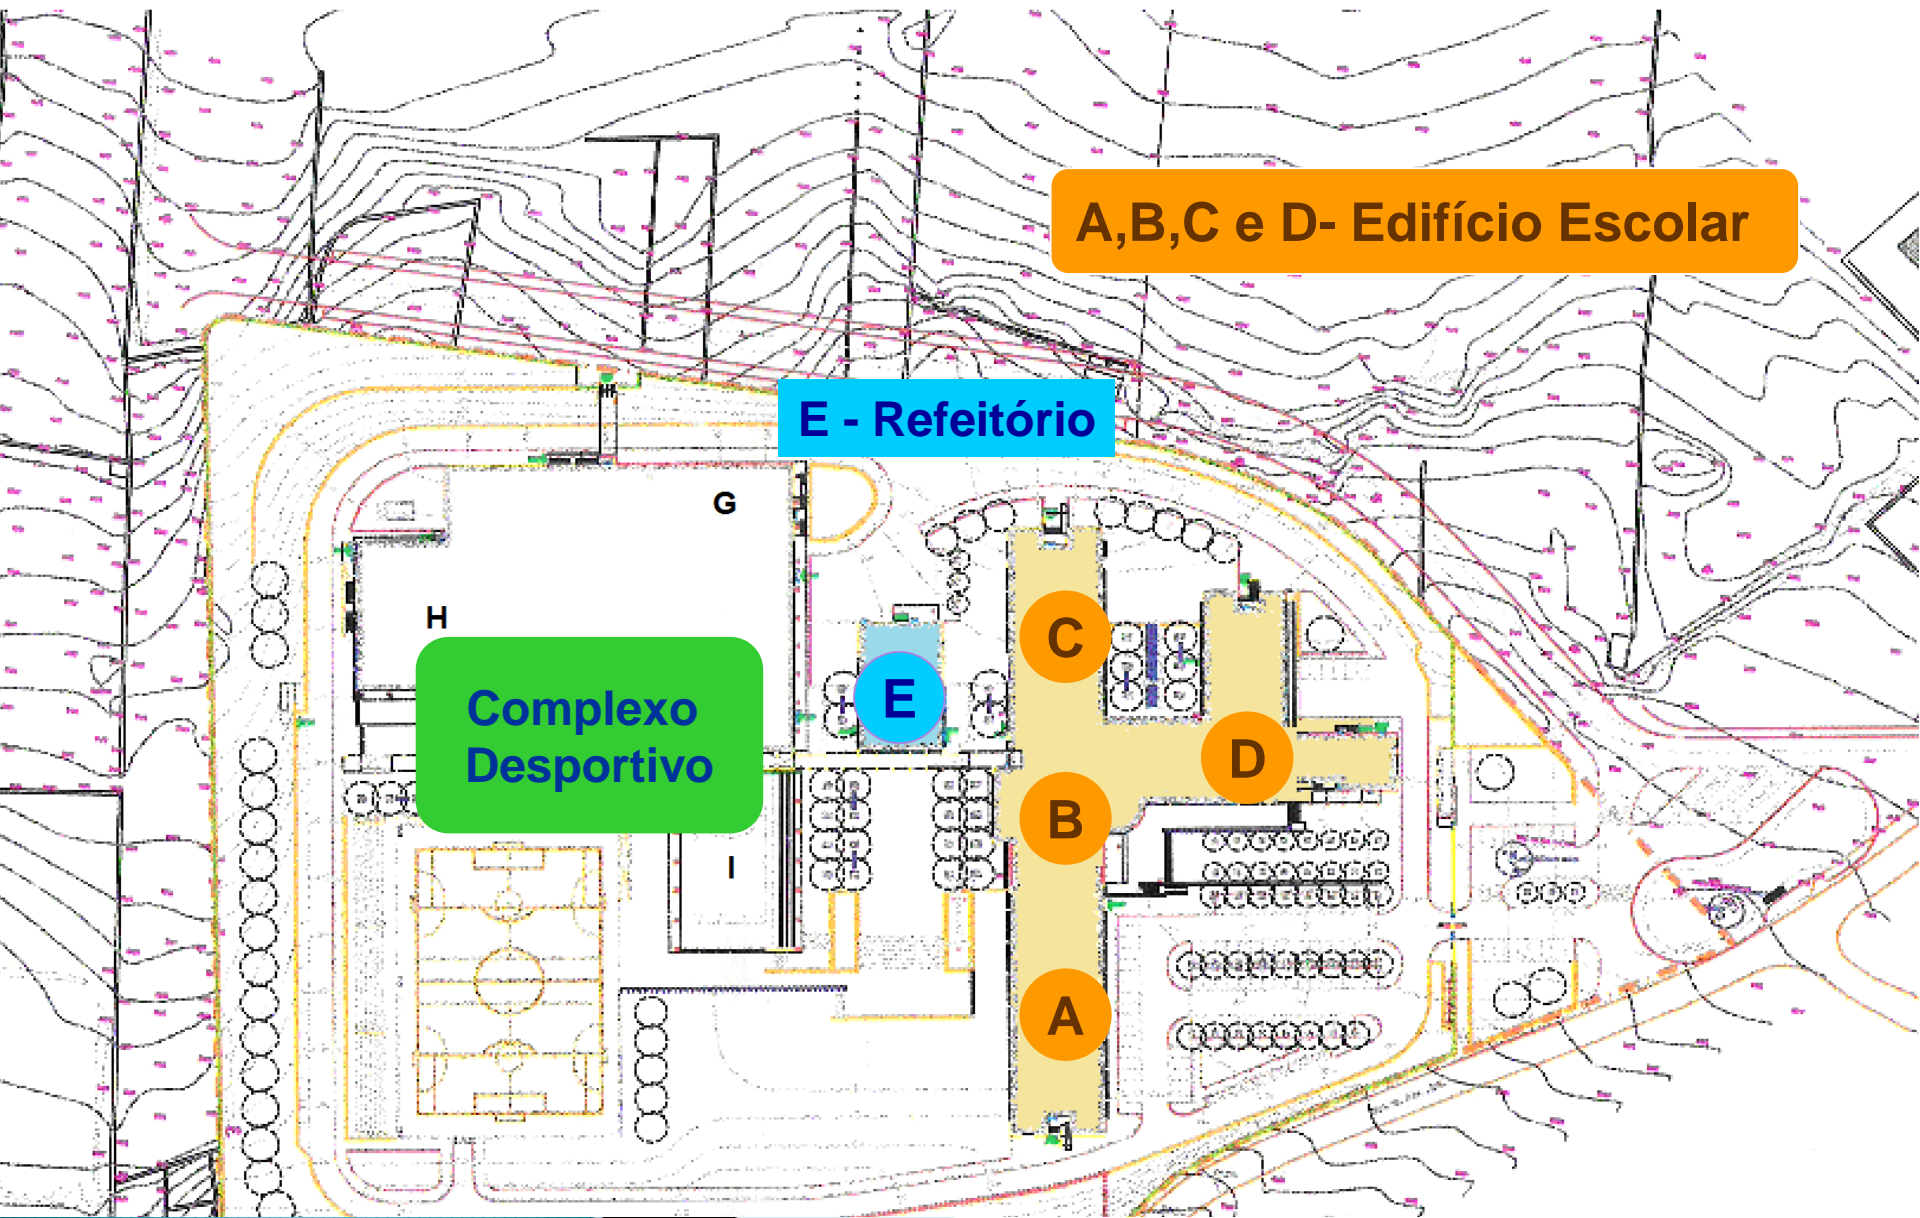 A,B,C e D- Edifício Escolar
E - Refeitório
G
H
C
E
Complexo
Desportivo
D
B
I
A